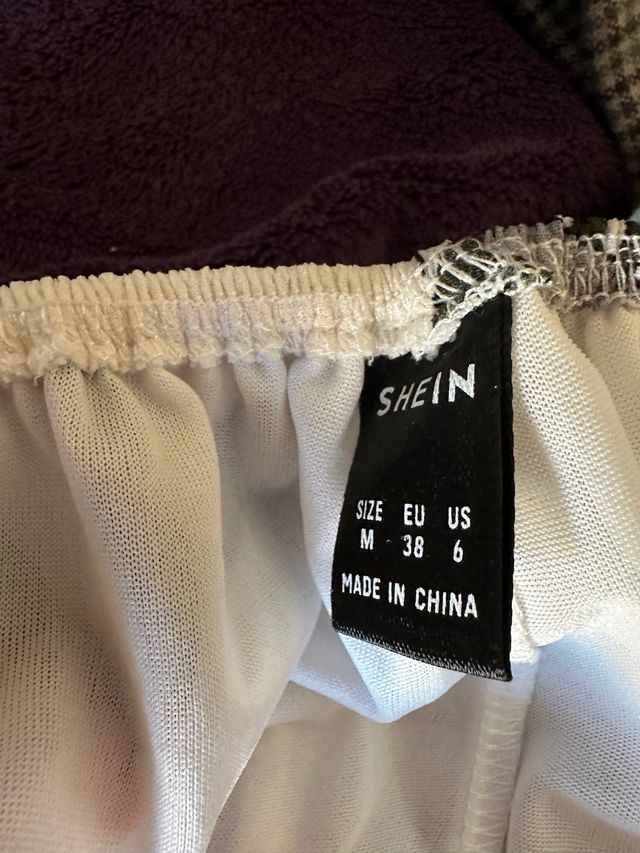 SHEIN
SIZE EU US
M 38 6
MADE IN CHINA